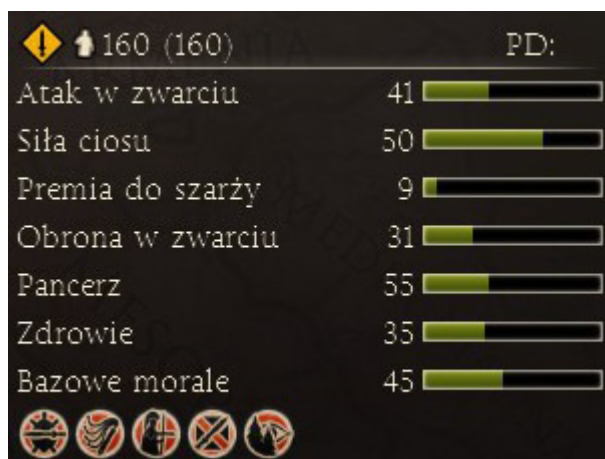 160 (160) PD:
Atak w zwarciu 41
Siła ciosu 50
Premia do szarży 9
Obrona w zwarciu 31
Pancerz 55
Zdrowie 35
Bazowe morale 45